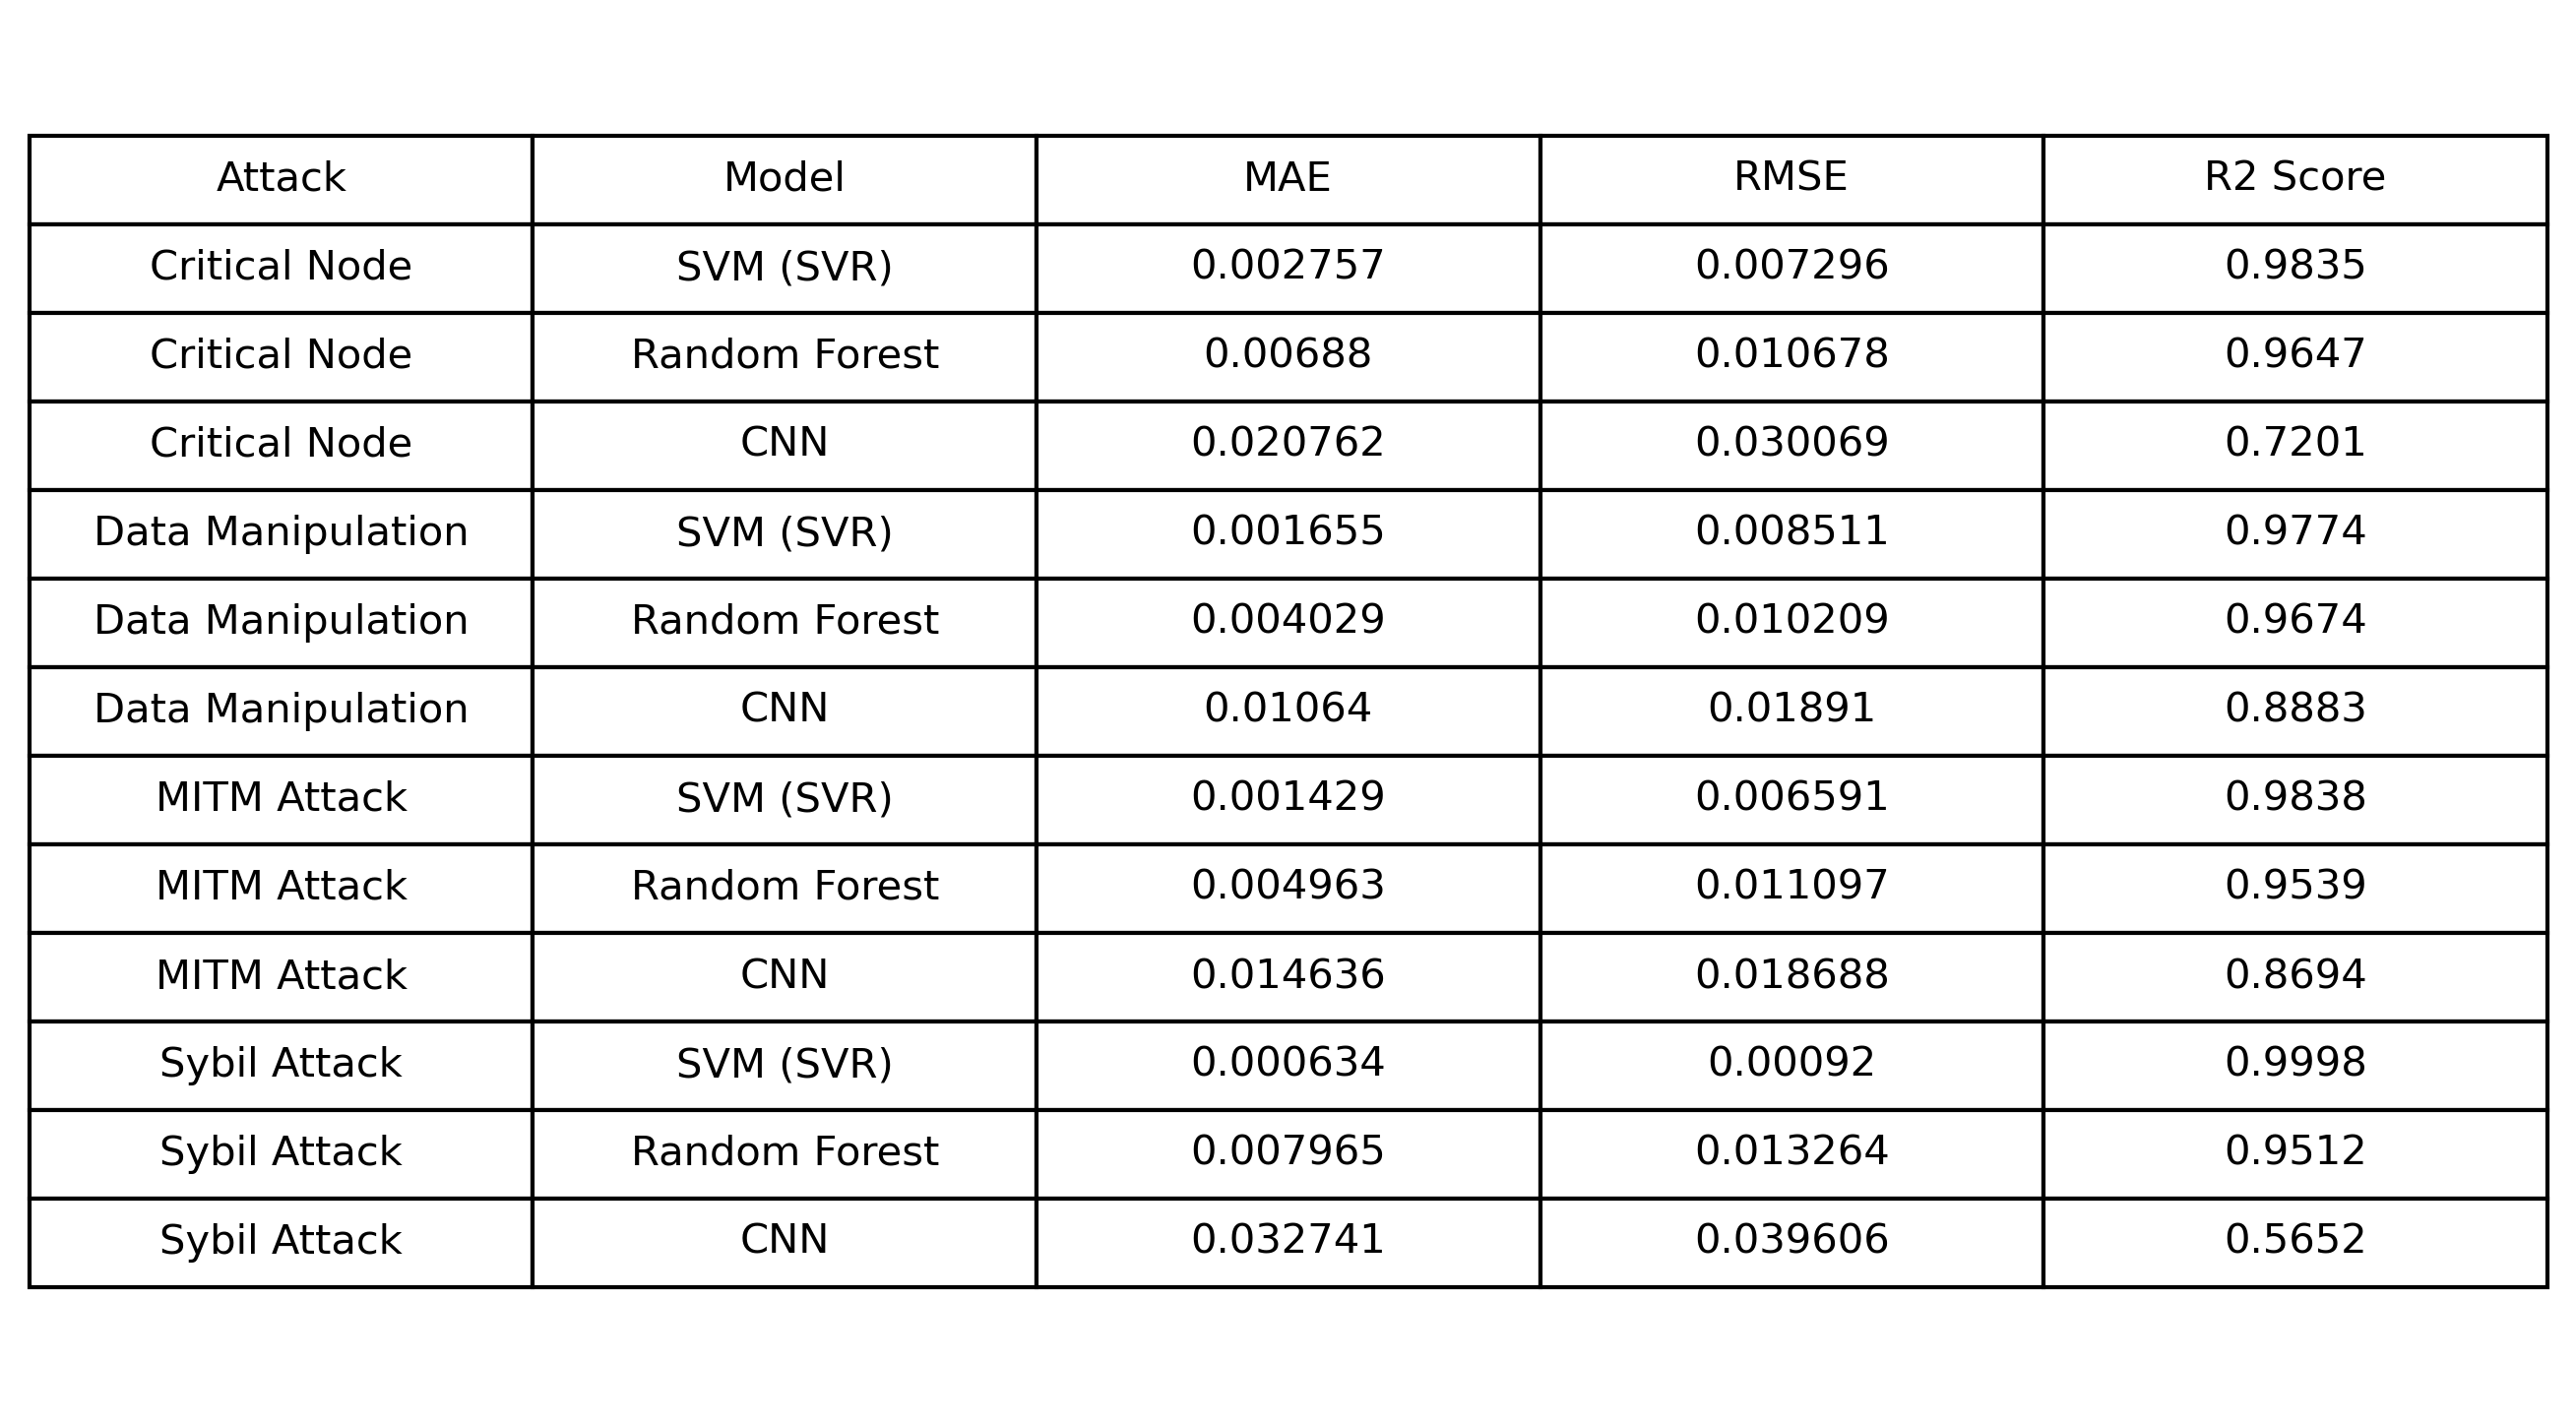 Attack Model MAE RMSE R2 Score
Critical Node SVM (SVR) 0.002757 0.007296 0.9835
Critical Node Random Forest 0.00688 0.010678 0.9647
Critical Node CNN 0.020762 0.030069 0.7201
Data Manipulation SVM (SVR) 0.001655 0.008511 0.9774
Data Manipulation Random Forest 0.004029 0.010209 0.9674
Data Manipulation CNN 0.01064 0.01891 0.8883
MITM Attack SVM (SVR) 0.001429 0.006591 0.9838
MITM Attack Random Forest 0.004963 0.011097 0.9539
MITM Attack CNN 0.014636 0.018688 0.8694
Sybil Attack SVM (SVR) 0.000634 0.00092 0.9998
Sybil Attack Random Forest 0.007965 0.013264 0.9512
Sybil Attack CNN 0.032741 0.039606 0.5652